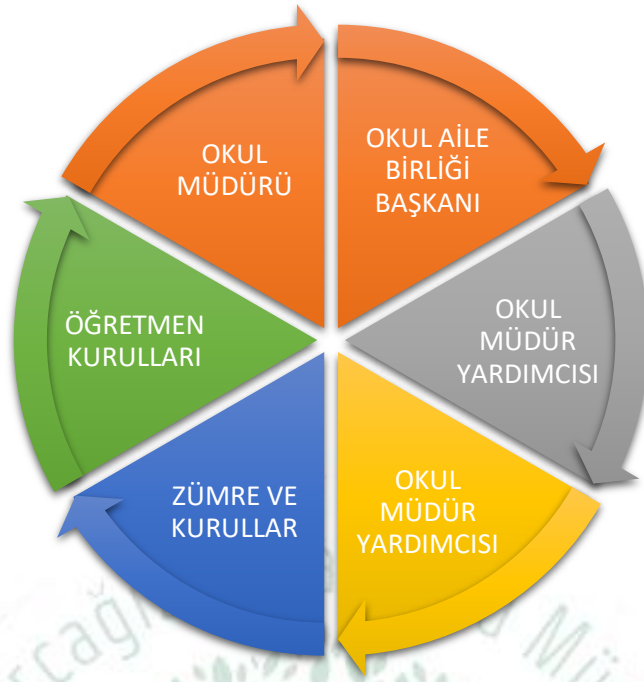 OKUL
MÜDÜRÜ
OKUL AİLE
BİRLİĞİ
BAŞKANI
OKUL
MÜDÜR
YARDIMCISI
OKUL
MÜDÜR
YARDIMCISI
ZÜMRE VE
KURULLAR
ÖĞRETMEN
KURULLARI